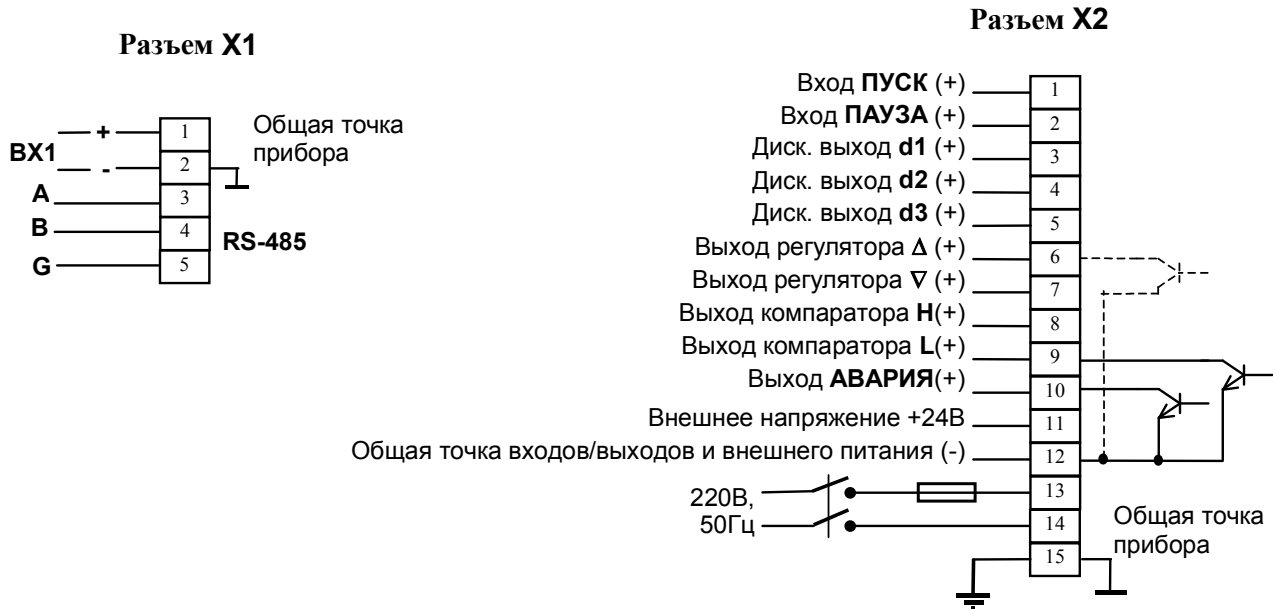 Разъем X1
+
1
Общая точка
прибора
ВХ1
-
2
A
3
B
4
RS-485
G
5
Разъем X2
Вход ПУСК (+)
1
Вход ПАУЗА (+)
2
Диск. выход d1 (+)
3
Диск. выход d2 (+)
4
Диск. выход d3 (+)
5
Выход регулятора Δ (+)
6
Выход регулятора ∇ (+)
7
Выход компаратора H(+)
8
Выход компаратора L(+)
9
Выход АВАРИЯ(+)
10
Внешнее напряжение +24В
11
Общая точка входов/выходов и внешнего питания (-)
12
220В,
50Гц
13
14
Общая точка
прибора
15